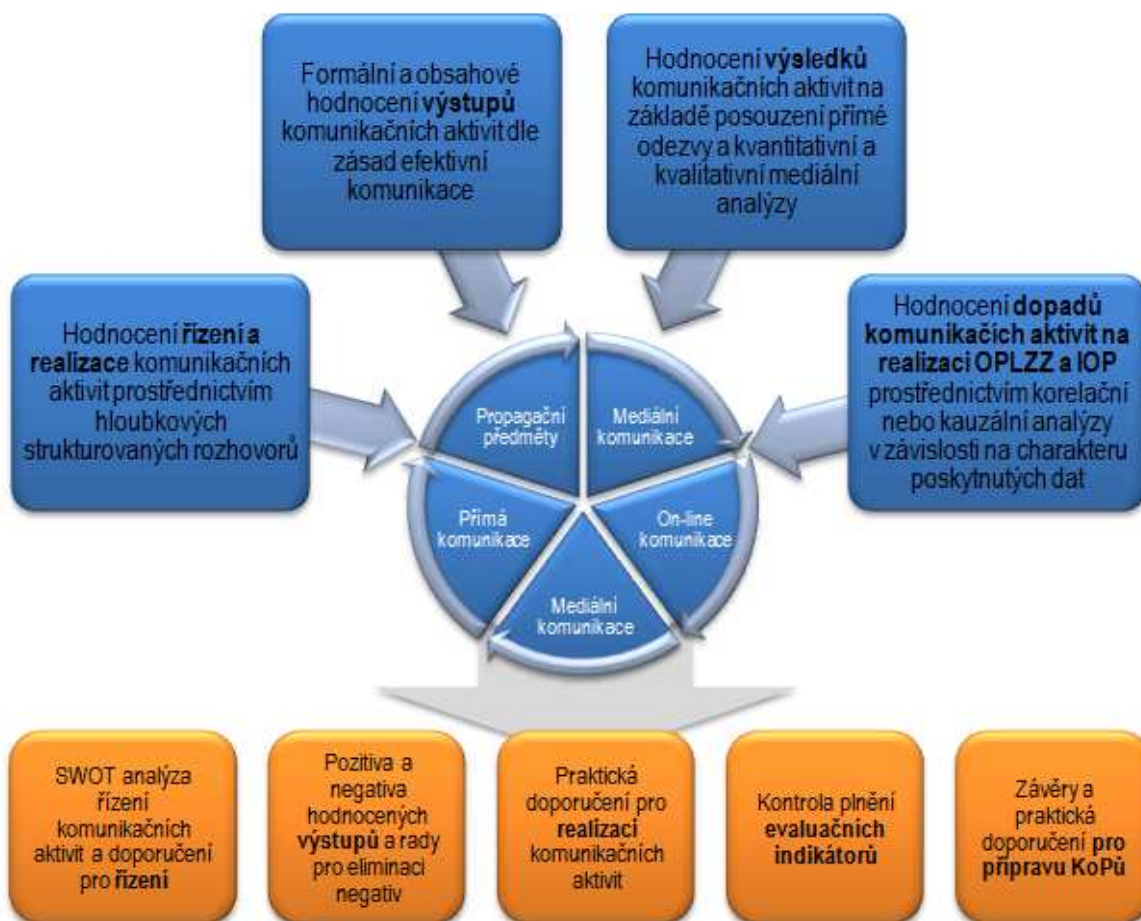 Formální a obsahové
hodnocení výstupů
komunikačních aktivit dle
zásad efektivní
komunikace
Hodnocení výsledků
komunikačních aktivit na
základě posouzení přímé
odezvy a kvantitativní a
kvalitativní mediální
analýzy
Hodnocení řízení a
realizace komunikačních
aktivit prostřednictvím
hloubkových
strukturovaných rozhovorů
Hodnocení dopadů
komunikačích aktivit na
realizaci OPLZZ a IOP
prostřednictvím korelační
nebo kauzální analýzy
v závislosti na charakteru
poskytnutých dat
Propagační
předměty
Mediální
komunikace
Přímá
komunikace
On-line
komunikace
Mediální
komunikace
SWOT analýza
řízení
komunikačních
aktivit a doporučení
pro řízení
Pozitiva a
negativa
hodnocených
výstupů a rady
pro eliminaci
negativ
Praktická
doporučení pro
realizaci
komunikačních
aktivit
Kontrola plnění
evaluačních
indikátorů
Závěry a
praktická
doporučení pro
přípravu KoPů